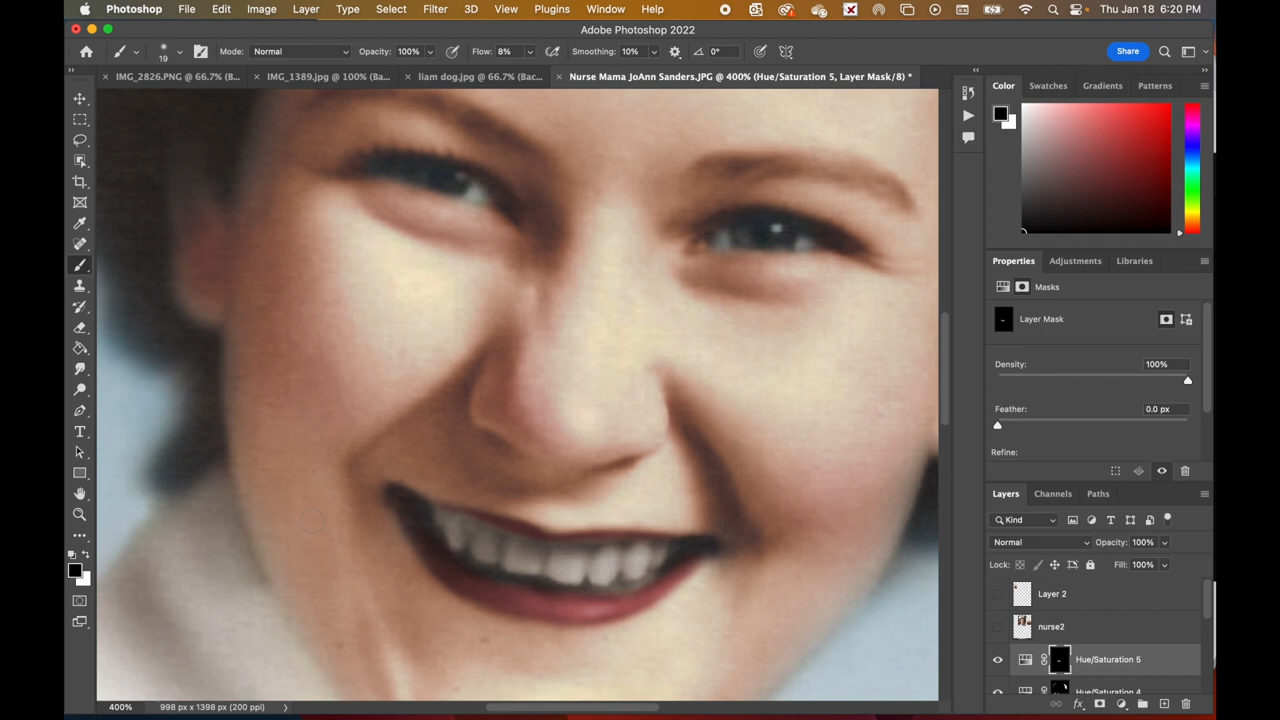 Photoshop File Edit Image Layer Type Select Filter 3D View Plugins Window Help Thu Jan 18 6:20 PM
Adobe Photoshop 2022
19 Mode: Normal Opacity: 100% Flow: 8% Smoothing: 10% 0° Share
× IMG_2826.PNG @ 66.7% (B... × IMG_1389.jpg @ 100% (Ba... × liam dog.jpg @ 66.7% (Bac... × Nurse Mama JoAnn Sanders.JPG @ 400% (Hue/Saturation 5, Layer Mask/8) *
Color Swatches Gradients Patterns
Properties Adjustments Libraries
Masks
Layer Mask
Density: 100%
Feather: 0.0 px
Refine:
Layers Channels Paths
Kind
Normal Opacity: 100%
Lock: Fill: 100%
Layer 2
nurse2
Hue/Saturation 5
Hue/Saturation 4
400% 998 px x 1398 px (200 ppi)